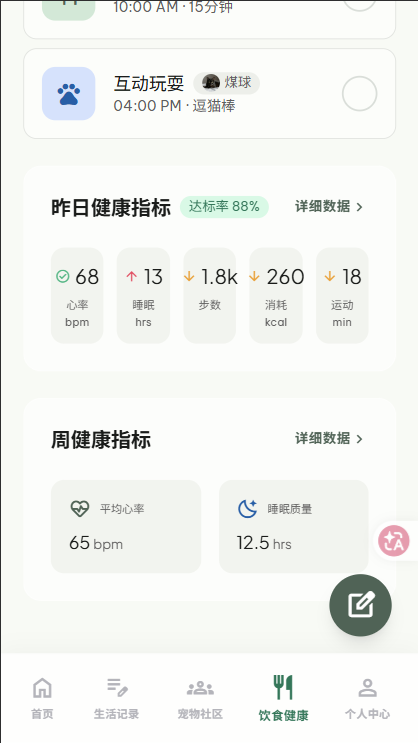 10:00 AM · 15分钟
互动玩耍 煤球
04:00 PM · 逗猫棒
昨日健康指标 达标率 88% 详细数据
68 13 1.8k 260 18
心率 睡眠 步数 消耗 运动
bpm hrs kcal min
周健康指标 详细数据
平均心率 睡眠质量
65 bpm 12.5 hrs
首页 生活记录 宠物社区 饮食健康 个人中心